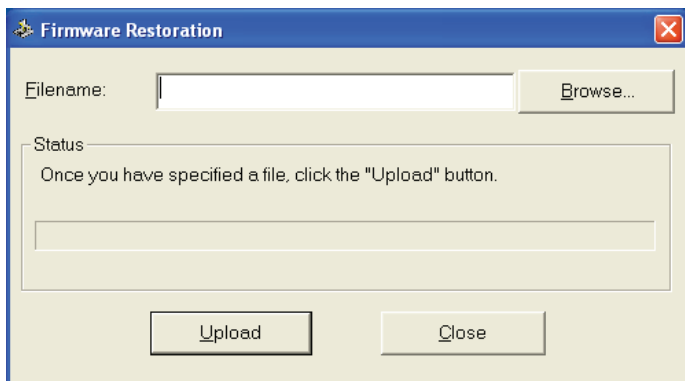 Firmware Restoration
Filename:
Browse...
Status
Once you have specified a file, click the "Upload" button.
Upload
Close